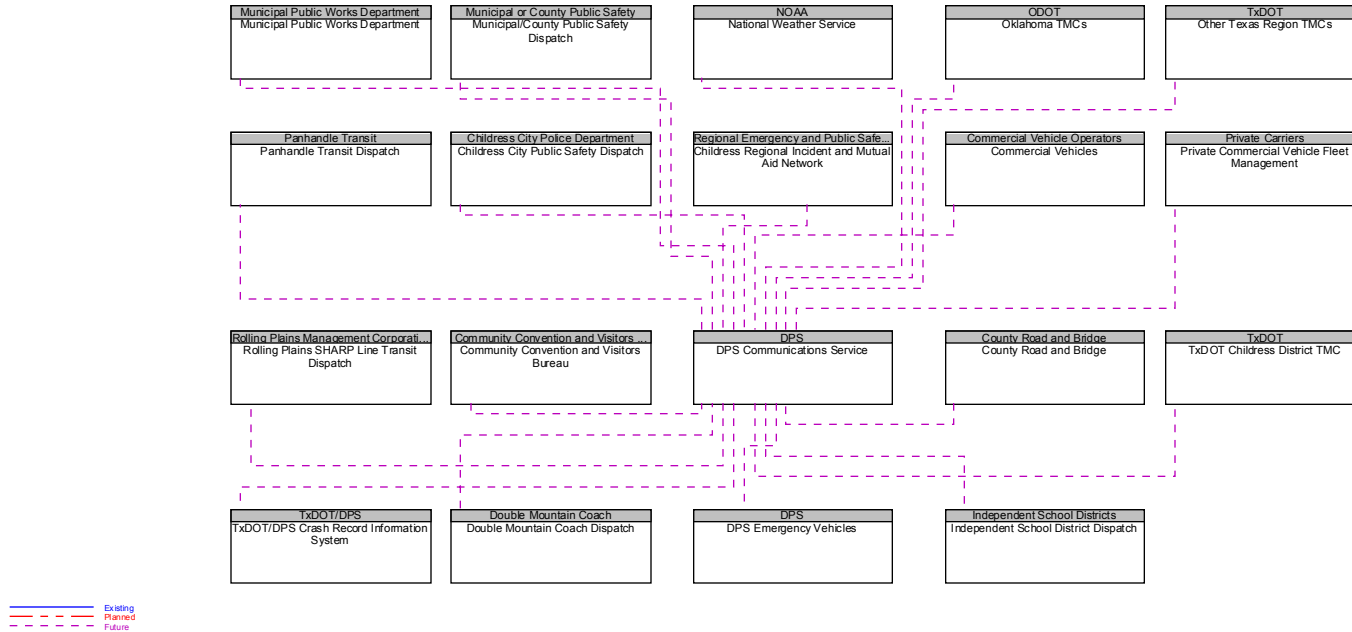 Municipal Public Works Department
Municipal Public Works Department
Municipal or County Public Safety
Municipal/County Public Safety
Dispatch
NOAA
National Weather Service
ODOT
Oklahoma TMCs
TxDOT
Other Texas Region TMCs
Panhandle Transit
Panhandle Transit Dispatch
Childress City Police Department
Childress City Public Safety Dispatch
Regional Emergency and Public Safe...
Childress Regional Incident and Mutual
Aid Network
Commercial Vehicle Operators
Commercial Vehicles
Private Carriers
Private Commercial Vehicle Fleet
Management
Rolling Plains Management Corporati...
Rolling Plains SHARP Line Transit
Dispatch
Community Convention and Visitors ...
Community Convention and Visitors
Bureau
DPS
DPS Communications Service
County Road and Bridge
County Road and Bridge
TxDOT
TxDOT Childress District TMC
TxDOT/DPS
TxDOT/DPS Crash Record Information
System
Double Mountain Coach
Double Mountain Coach Dispatch
DPS
DPS Emergency Vehicles
Independent School Districts
Independent School District Dispatch
Existing
Planned
Future